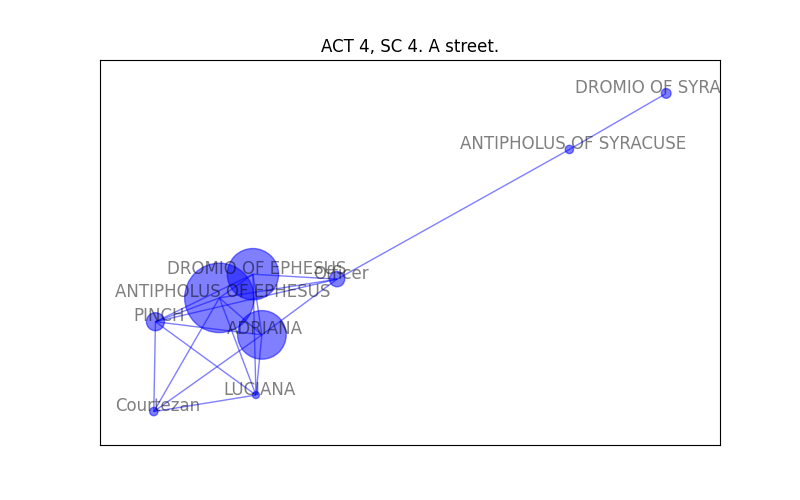 ACT 4, SC 4. A street.
DROMIO OF SYRA
ANTIPHOLUS OF SYRACUSE
DROMIO OF EPHESUS
Officer
ANTIPHOLUS OF EPHESUS
PINCH
ADRIANA
LUCIANA
Courtezan